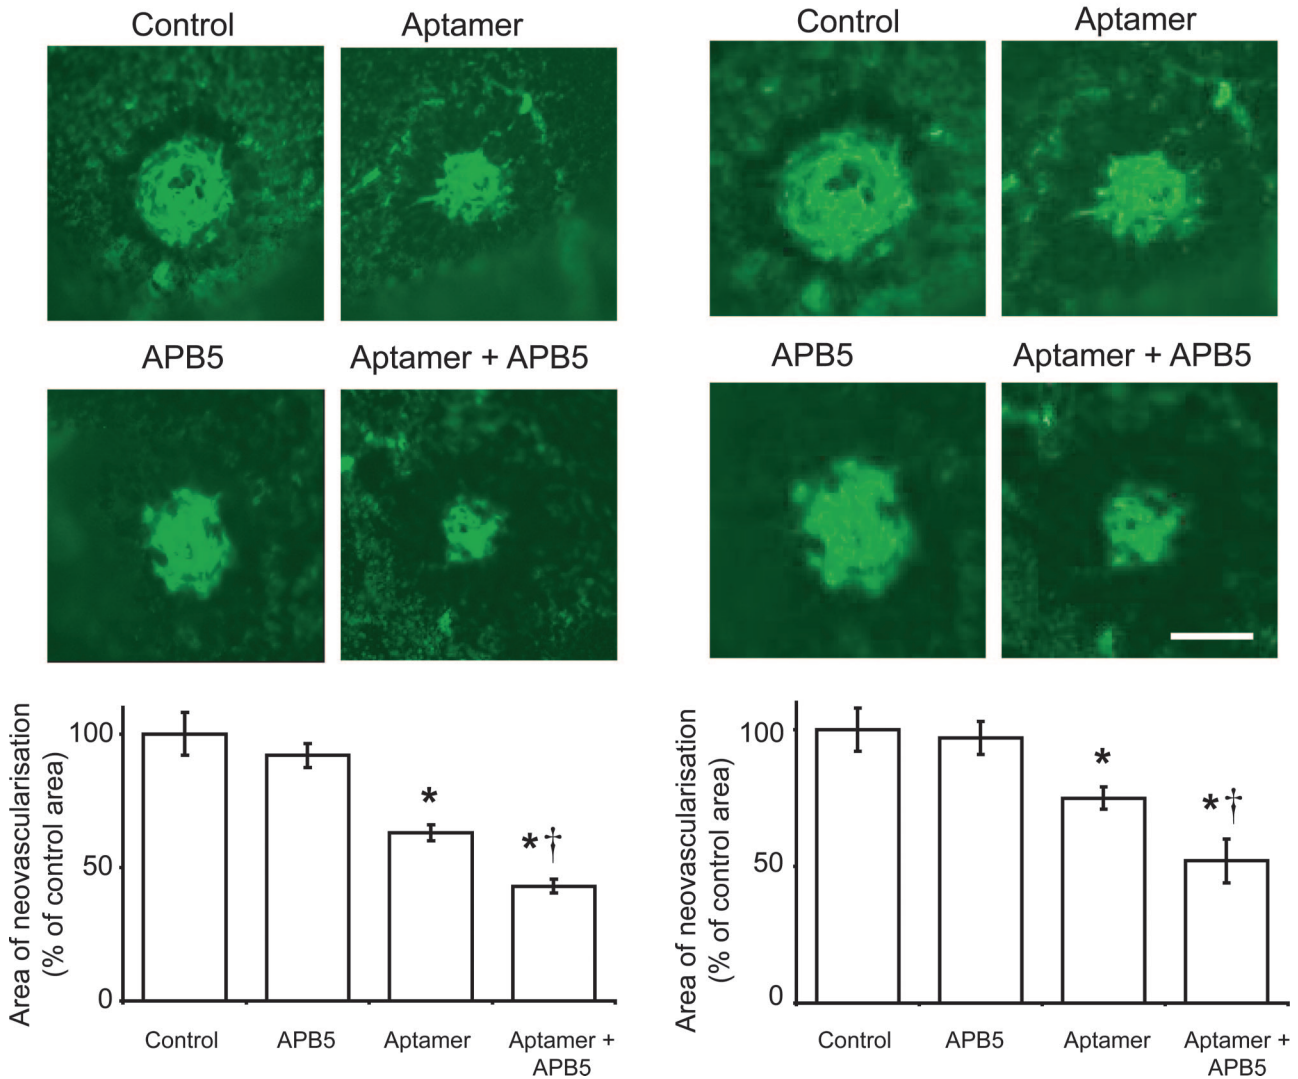 Control Aptamer
APB5 Aptamer + APB5
Area of neovascularisation
(% of control area)
100
50
0
*
*†
Control APB5 Aptamer Aptamer +
APB5
Control Aptamer
APB5 Aptamer + APB5
Area of neovascularisation
(% of control area)
100
50
0
*
*†
Control APB5 Aptamer Aptamer +
APB5